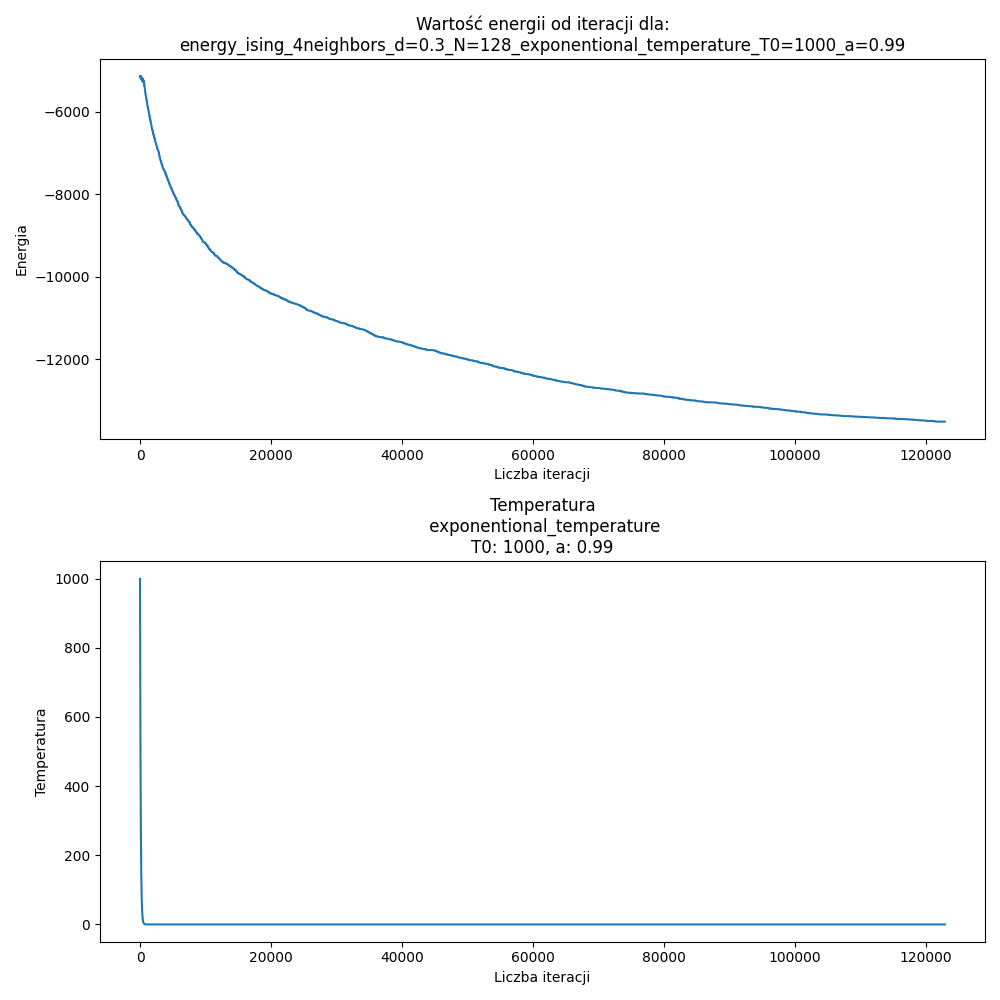 Wartość energii od iteracji dla:
energy_ising_4neighbors_d=0.3_N=128_exponentional_temperature_T0=1000_a=0.99
−6000
−8000
−10000
−12000
Energia
0 20000 40000 60000 80000 100000 120000
Liczba iteracji
Temperatura
exponentional_temperature
T0: 1000, a: 0.99
1000
800
600
400
200
0
Temperatura
0 20000 40000 60000 80000 100000 120000
Liczba iteracji